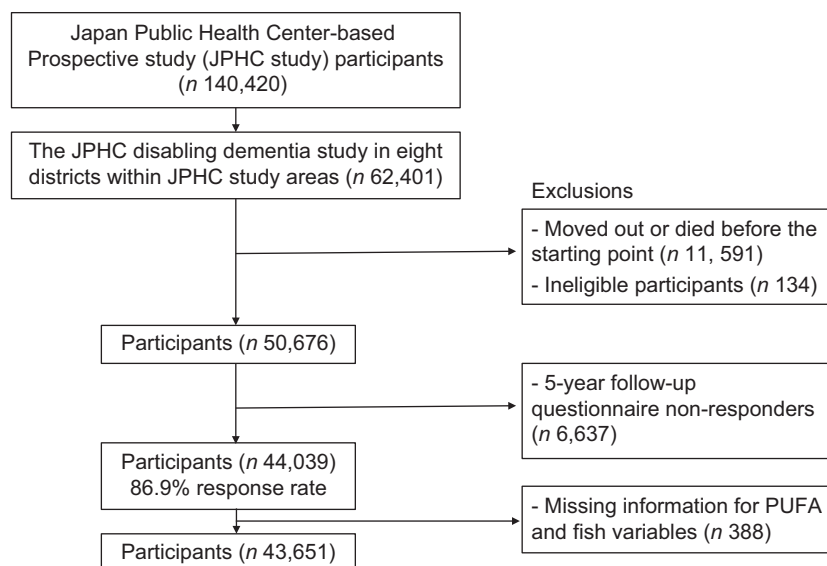 Japan Public Health Center-based
Prospective study (JPHC study) participants
(n 140,420)
The JPHC disabling dementia study in eight
districts within JPHC study areas (n 62,401)
Exclusions
- Moved out or died before the
starting point (n 11, 591)
- Ineligible participants (n 134)
Participants (n 50,676)
- 5-year follow-up
questionnaire non-responders
(n 6,637)
Participants (n 44,039)
86.9% response rate
- Missing information for PUFA
and fish variables (n 388)
Participants (n 43,651)